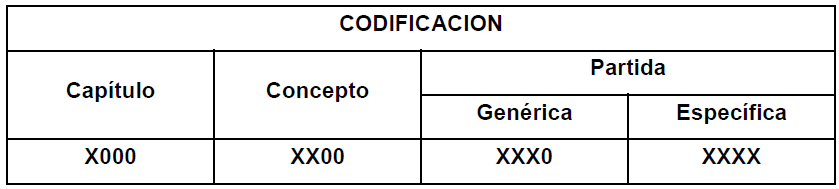 CODIFICACION
Capítulo Concepto Partida
Genérica Específica
X000 XX00 XXX0 XXXX